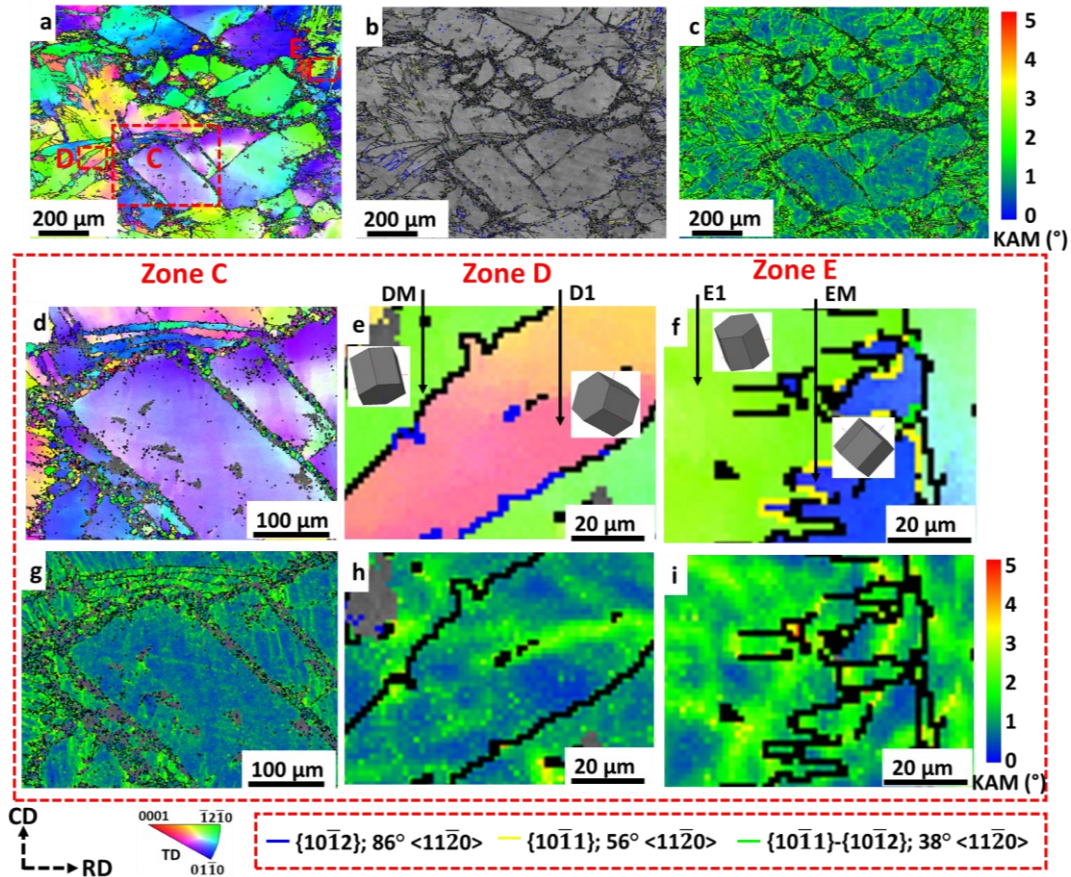 a b c
E
D C
200 μm 200 μm 200 μm
5
4
3
2
1
0
KAM (°)
Zone C Zone D Zone E
DM D1 E1 EM
d e f
100 μm 20 μm 20 μm
g h i
5
4
3
2
1
0
100 μm 20 μm 20 μm
KAM (°)
CD
RD
0001 1̅21̅0
TD
011̅0
{101̅2}; 86° <112̅0> {101̅1}; 56° <112̅0> {101̅1}-{101̅2}; 38° <112̅0>